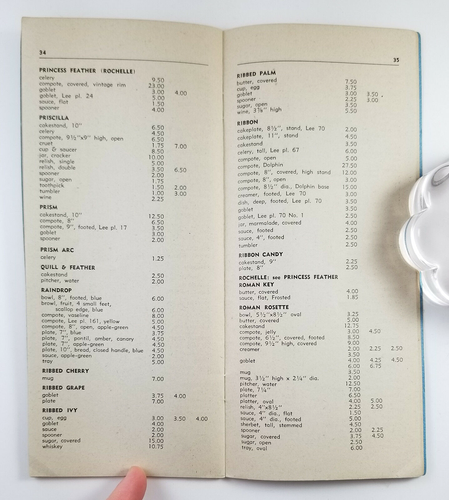 34
PRINCESS FEATHER (ROCHELLE)
celery 9.50
compote, covered, vintage rim 23.00
goblet 3.00 4.00
goblet, Lee pl. 24 5.00
sauce, flat 1.50
spooner 4.00
PRISCILLA
cakestand, 10" 6.50
celery 4.50
compote, 9½"x9" high, open 6.50
cruet 1.75 7.00
cup & saucer 8.50
jar, cracker 10.00
relish, single 5.00
relish, double 3.50 6.50
spooner 2.00
sugar, open 1.75
toothpick 1.50 2.00
tumbler 1.00 3.00
wine 2.25
PRISM
cakestand, 10" 12.50
compote, 8" 6.50
compote, 9", footed, Lee pl. 17 3.50
goblet 3.00
spooner 2.00
PRISM ARC
celery 1.25
QUILL & FEATHER
cakestand 2.00
pitcher, water 2.00
RAINDROP
bowl, 8", footed, blue 6.00
bowl, fruit, 4 small feet,
scallop edge, blue 6.00
compote, vaseline 8.00
compote, Lee pl. 161, yellow 5.00
compote, 8", open, apple-green 4.50
plate, 7", blue 3.75
plate, 7", pontil, amber, canary 4.50
plate, 7", apple-green 4.50
plate, 10", bread, closed handle, blue 4.00
sauce, apple-green 2.00
tray 5.00
RIBBED CHERRY
mug 7.00
RIBBED GRAPE
goblet 3.75 4.00
plate 7.00
RIBBED IVY
cup, egg 3.00 3.50 4.00
goblet 4.00
sauce 2.00
spooner 2.00
sugar, covered 15.00
whiskey 10.75
35
RIBBED PALM
butter, covered 7.50
cup, egg 3.75
goblet 3.00 3.50
spooner 2.25 3.00
sugar, open 3.50
wine, 3⅞" high 5.50
RIBBON
cakeplate, 8½", stand, Lee 70 2.00
cakeplate, 11", stand 4.50
cakestand 3.50
celery, tall, Lee pl. 67 6.00
compote, open 5.00
compote, Dolphin 27.50
compote, 8", covered, high stand 12.00
compote, 8", open 3.00
compote, 8½" dia., Dolphin base 15.00
creamer, footed, Lee 70 3.00
dish, deep, footed, Lee pl. 70 3.50
goblet 3.50
goblet, Lee pl. 70 No. 1 2.50
jar, marmalade, covered 4.00
sauce, footed 2.00
sauce, 4", footed 2.00
tumbler 2.50
RIBBON CANDY
cakestand, 9" 2.25
plate, 8" 2.50
ROCHELLE: see PRINCESS FEATHER
ROMAN KEY
butter, covered 4.00
sauce, flat, Frosted 1.85
ROMAN ROSETTE
bowl, 5½"x8½" oval 3.25
butter, covered 5.00
cakestand 12.75
compote, jelly 3.00 4.50
compote, 6½", covered, footed 8.50
compote, 9½" high, covered 9.00
creamer 2.00 2.25 2.50
3.50
goblet 4.00 4.25 4.50
6.00 6.75
mug 3.50
mug, 3½" high x 2¼" dia. 2.00
pitcher, water 12.50
plate, 7¼" 7.00
platter 6.50
platter, oval 4.00 5.00
relish, 4"x8½" 2.25 2.50
sauce, 4" dia., flat 1.50
sauce, 4" dia., footed 5.00
sherbet, tall, stemmed 4.50
spooner 2.00 2.25
sugar, covered 3.75 4.50
sugar, open 2.50
tray, oval 6.00